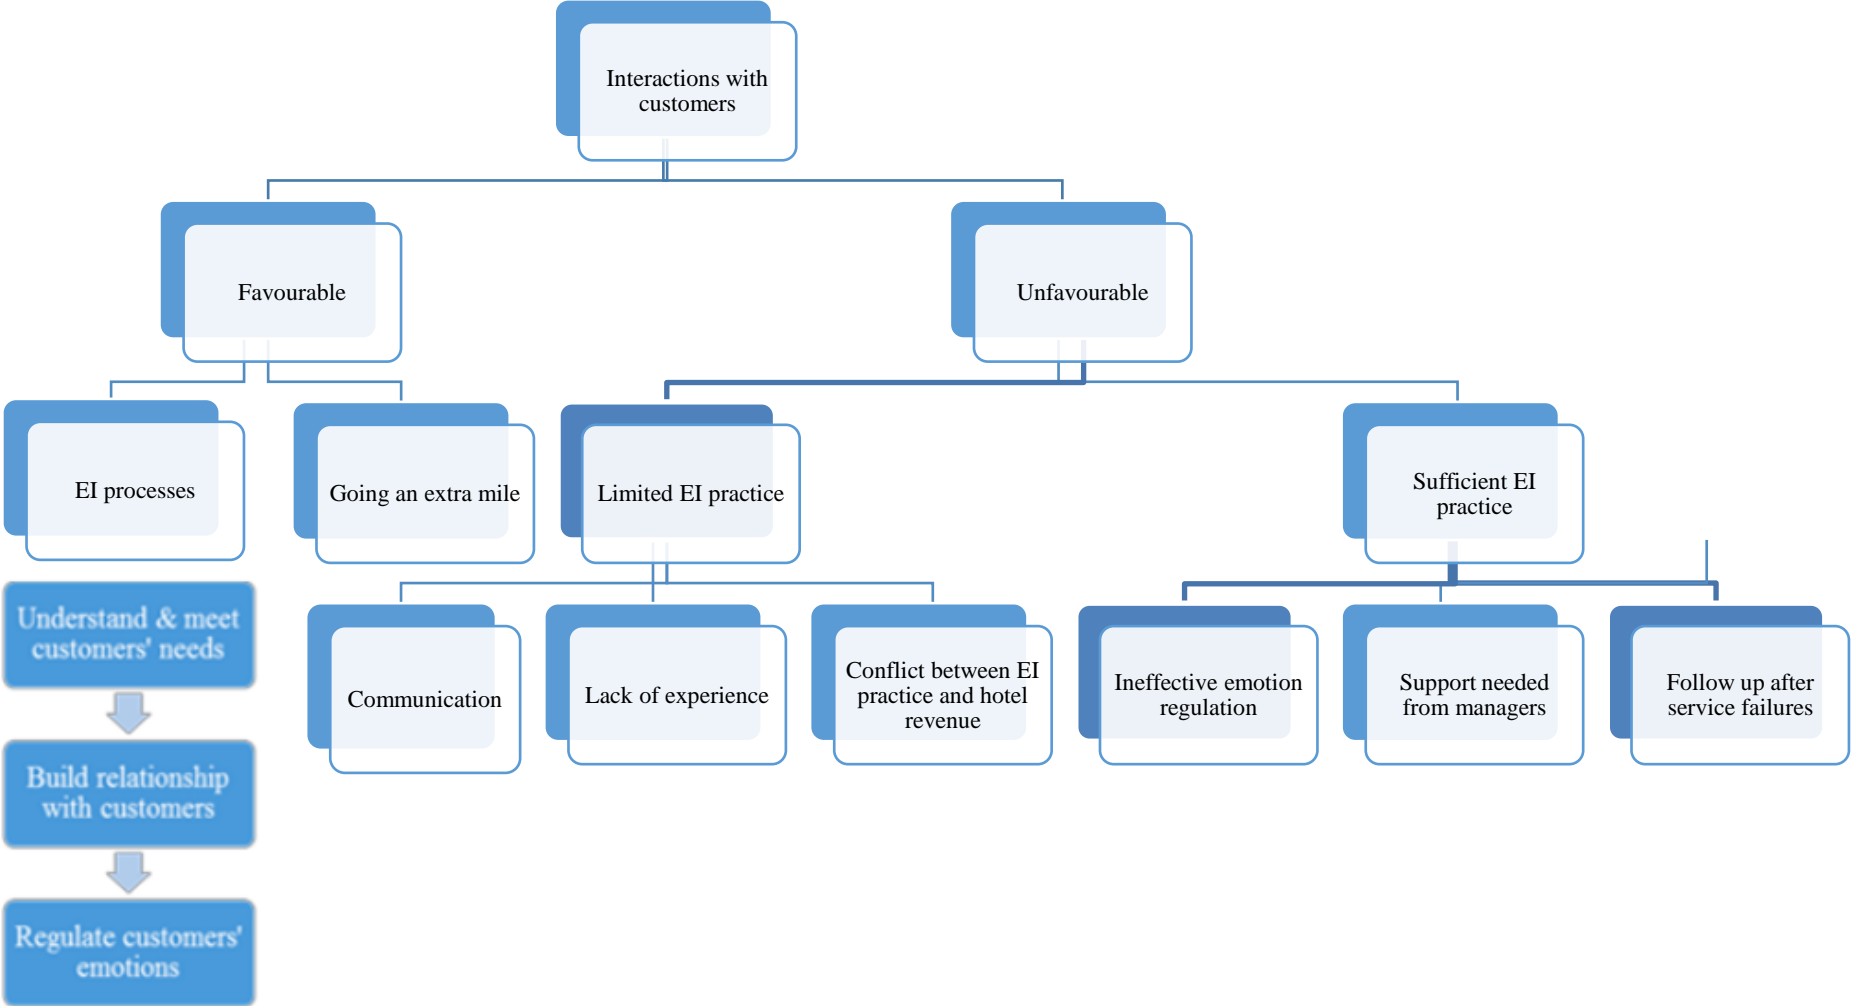 Interactions with
customers
Favourable
Unfavourable
EI processes
Going an extra mile
Limited EI practice
Sufficient EI
practice
Understand & meet
customers' needs
Build relationship
with customers
Regulate customers'
emotions
Communication
Lack of experience
Conflict between EI
practice and hotel
revenue
Ineffective emotion
regulation
Support needed
from managers
Follow up after
service failures